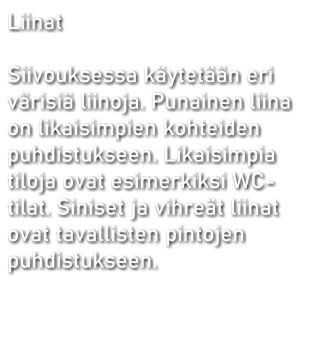 Liinat
Siivouksessa käytetään eri
värisiä liinoja. Punainen liina
on likaisimpien kohteiden
puhdistukseen. Likaisimpia
tiloja ovat esimerkiksi WC-
tilat. Siniset ja vihreät liinat
ovat tavallisten pintojen
puhdistukseen.